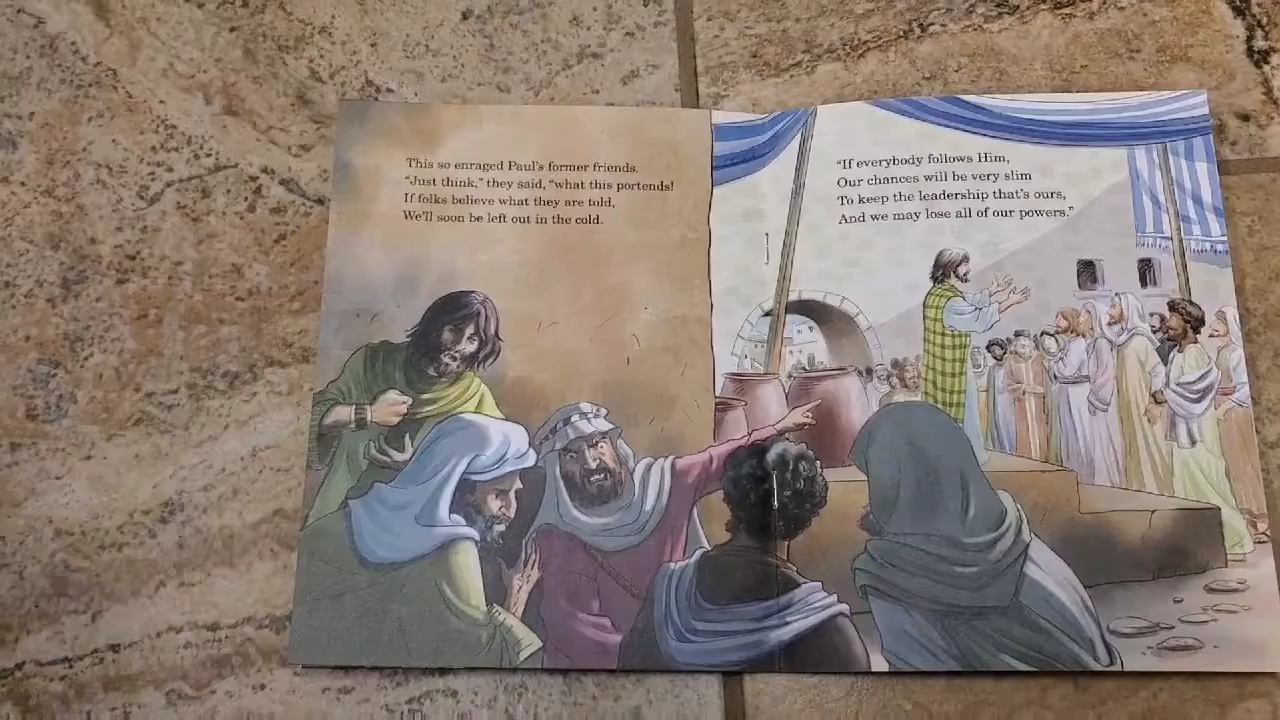 This so enraged Paul's former friends.
"Just think," they said, "what this portends!
If folks believe what they are told,
We'll soon be left out in the cold.
"If everybody follows Him,
Our chances will be very slim
To keep the leadership that's ours,
And we may lose all of our powers."